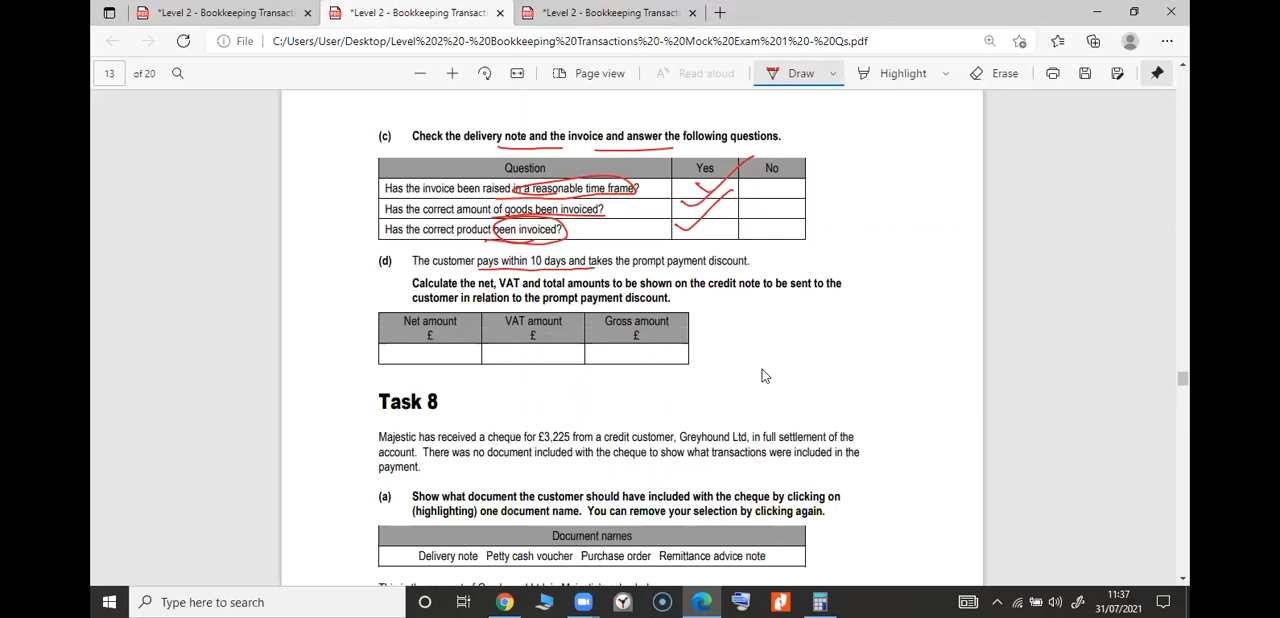 *Level 2 - Bookkeeping Transacti
*Level 2 - Bookkeeping Transacti
*Level 2 - Bookkeeping Transact
File C:/Users/User/Desktop/Level%202%20-%20Bookkeeping%20Transactions%20-%20Mock%20Exam%201%20-%20Qs.pdf
13 of 20 Page view Read aloud Draw Highlight Erase
(c) Check the delivery note and the invoice and answer the following questions.
Question Yes No
Has the invoice been raised in a reasonable time frame?
Has the correct amount of goods been invoiced?
Has the correct product been invoiced?
(d) The customer pays within 10 days and takes the prompt payment discount.
Calculate the net, VAT and total amounts to be shown on the credit note to be sent to the
customer in relation to the prompt payment discount.
Net amount VAT amount Gross amount
£ £ £
Task 8
Majestic has received a cheque for £3,225 from a credit customer, Greyhound Ltd, in full settlement of the
account. There was no document included with the cheque to show what transactions were included in the
payment.
(a) Show what document the customer should have included with the cheque by clicking on
(highlighting) one document name. You can remove your selection by clicking again.
Document names
Delivery note Petty cash voucher Purchase order Remittance advice note
Type here to search
11:37
31/07/2021